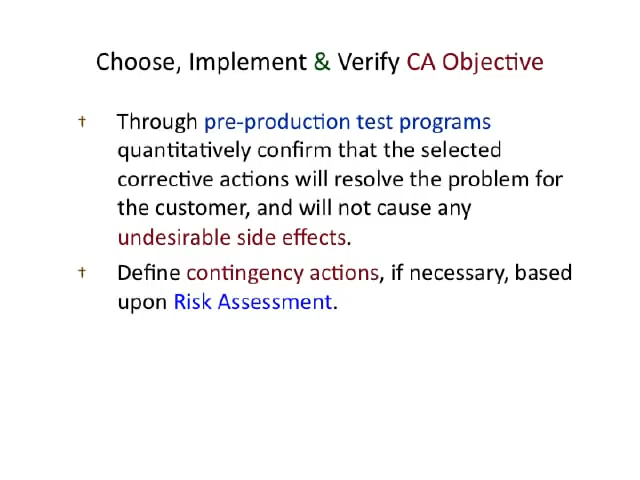 Choose, Implement & Verify CA Objective
† Through pre-production test programs
quantitatively confirm that the selected
corrective actions will resolve the problem for
the customer, and will not cause any
undesirable side effects.
† Define contingency actions, if necessary, based
upon Risk Assessment.